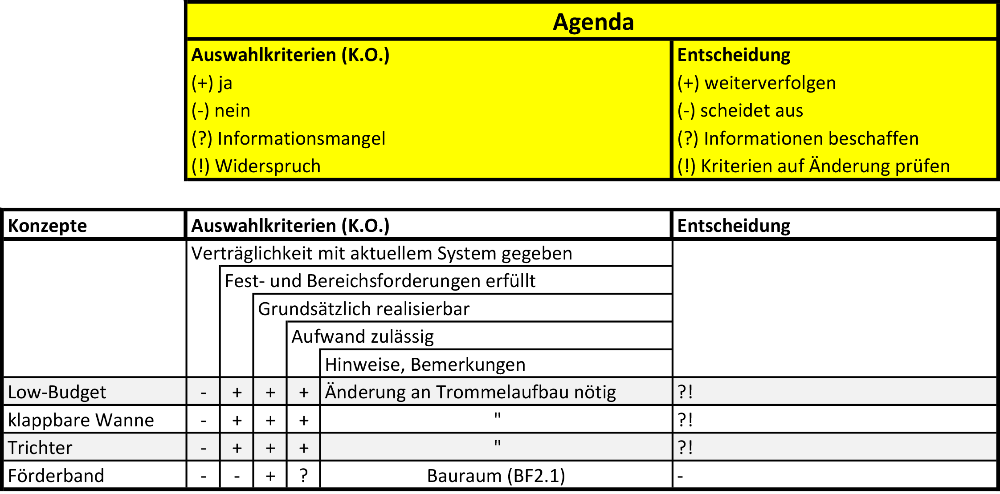 Agenda
Auswahlkriterien (K.O.) Entscheidung
(+) ja (+) weiterverfolgen
(-) nein (-) scheidet aus
(?) Informationsmangel (?) Informationen beschaffen
(!) Widerspruch (!) Kriterien auf Änderung prüfen
Konzepte Auswahlkriterien (K.O.) Entscheidung
Verträglichkeit mit aktuellem System gegeben
Fest- und Bereichsforderungen erfüllt
Grundsätzlich realisierbar
Aufwand zulässig
Hinweise, Bemerkungen
Low-Budget - + + + Änderung an Trommelaufbau nötig ?!
klappbare Wanne - + + + " ?!
Trichter - + + + " ?!
Förderband - - + ? Bauraum (BF2.1) -